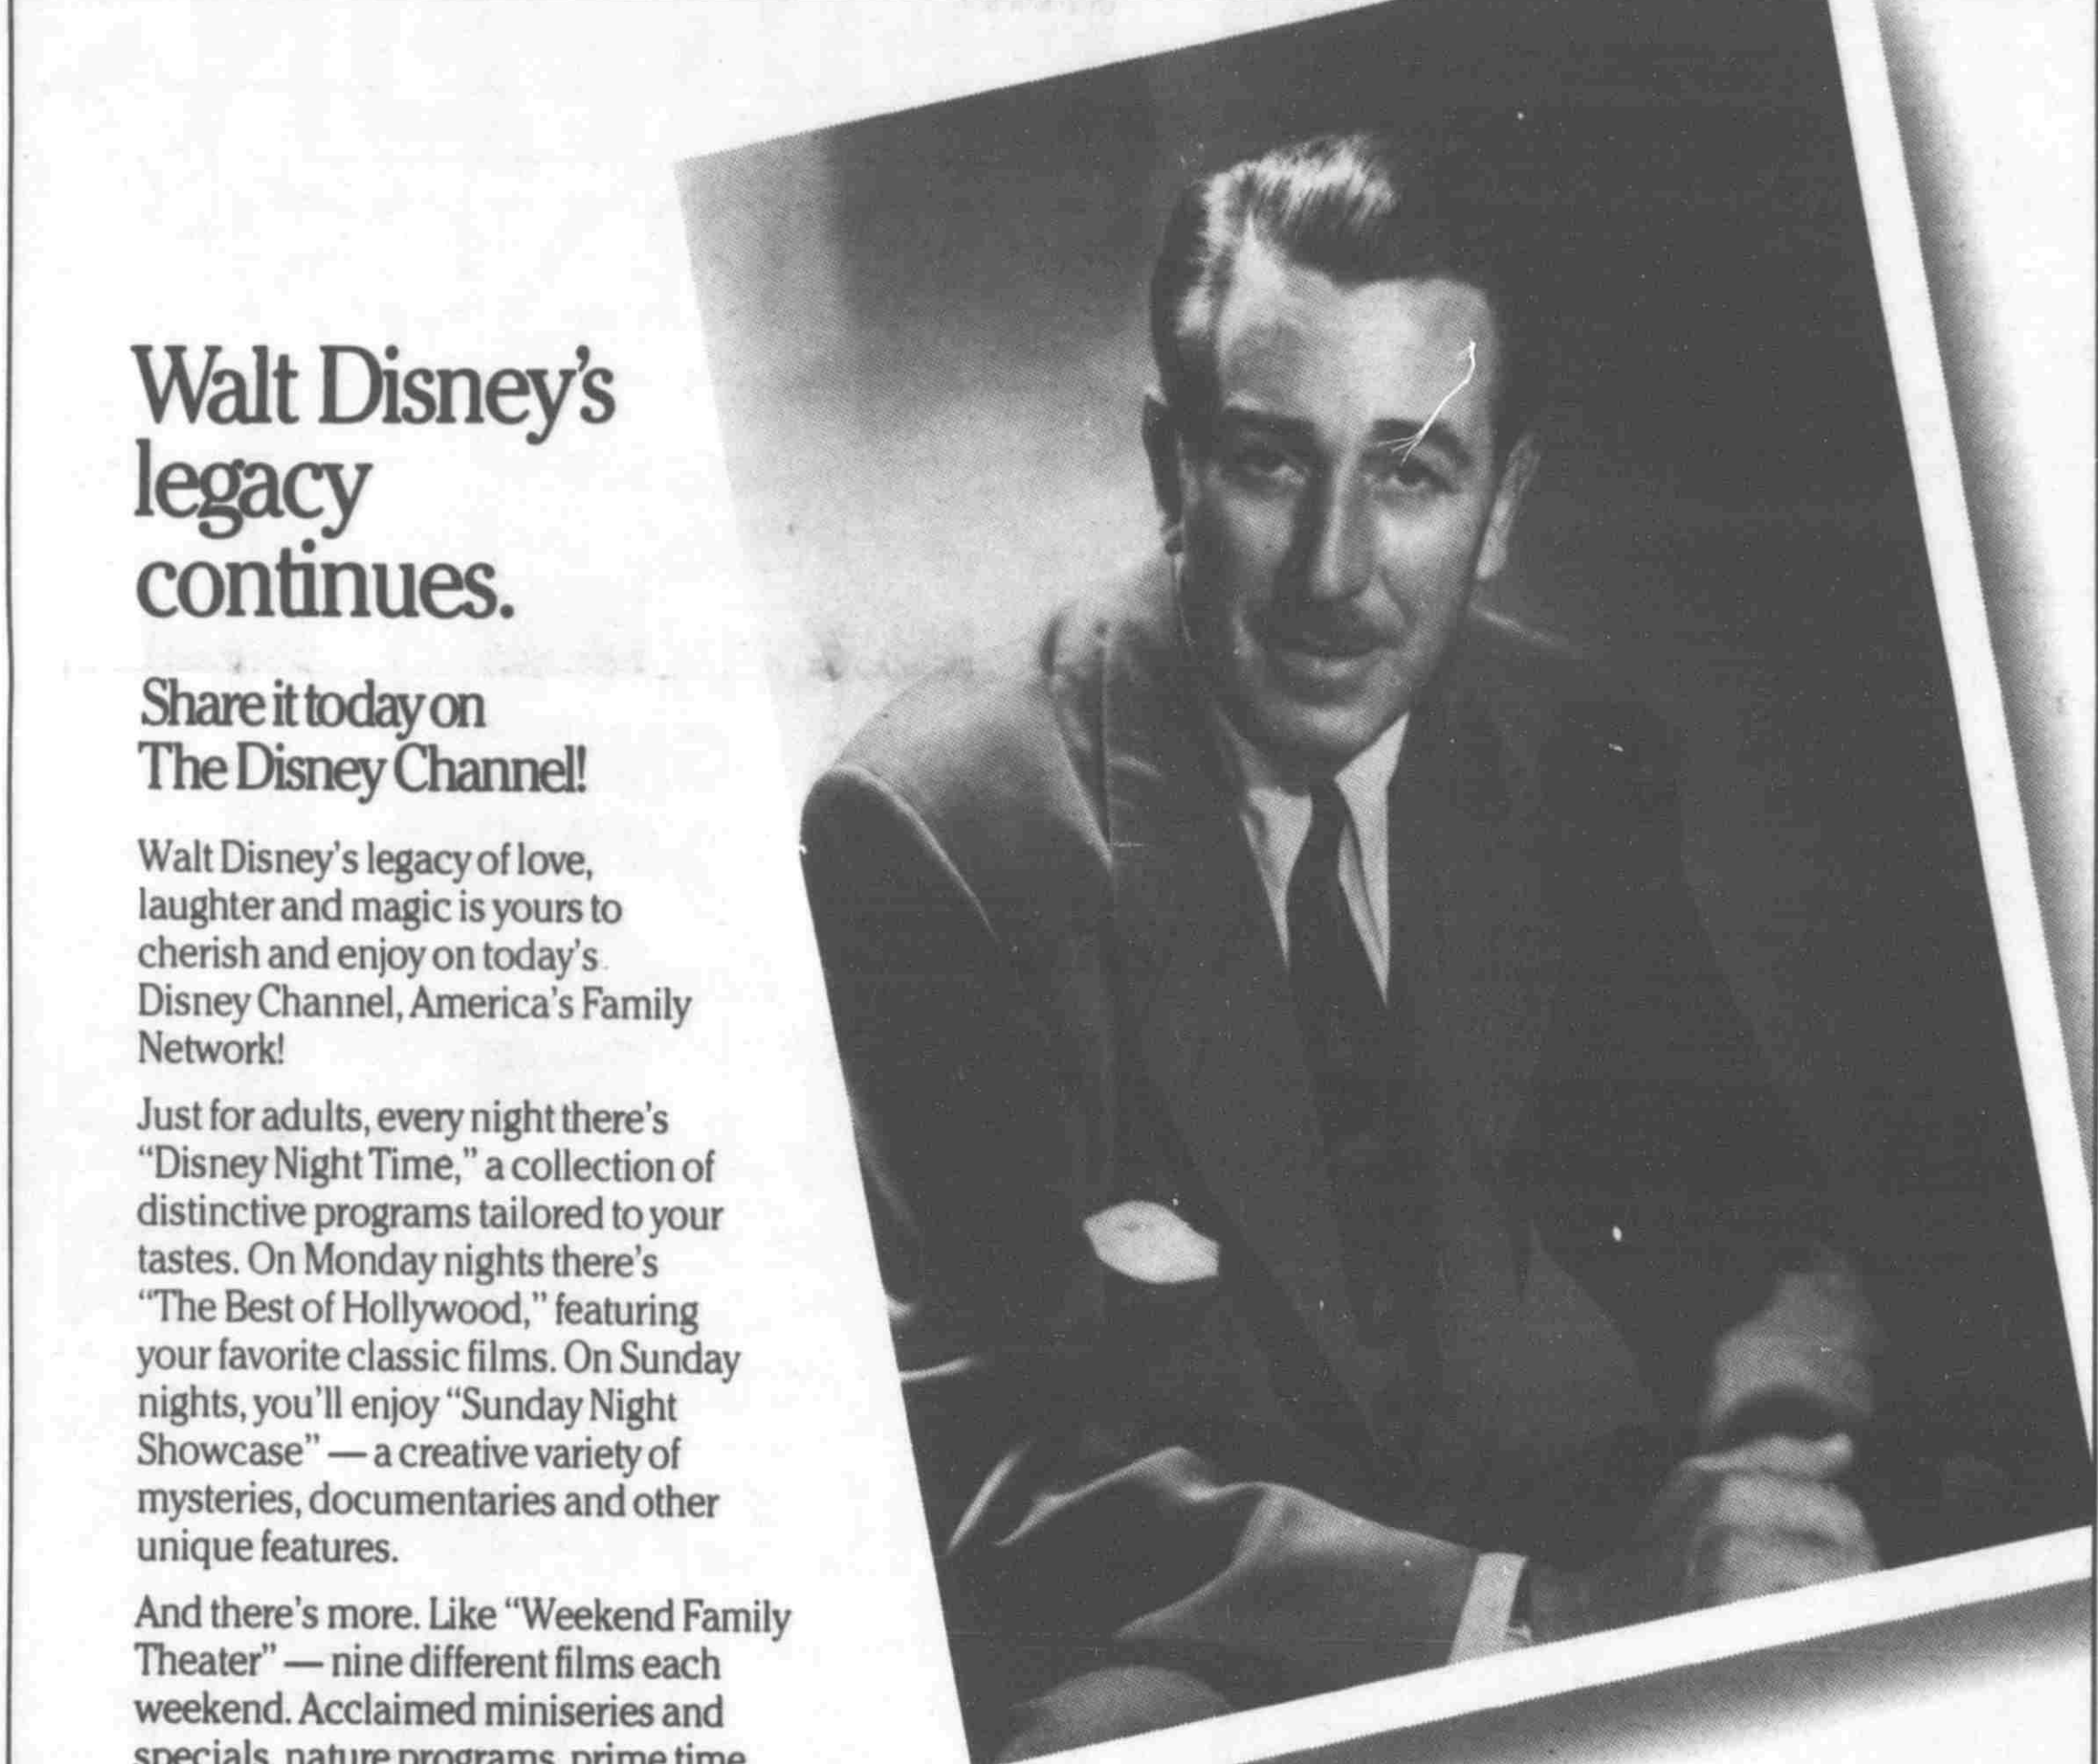 Walt Disney's
legacy
continues.
Share it today on
The Disney Channel!
Walt Disney's legacy of love,
laughter and magic is yours to
cherish and enjoy on today's
Disney Channel, America's Family
Network!
Just for adults, every night there's
“Disney Night Time,” a collection of
distinctive programs tailored to your
tastes. On Monday nights there's
“The Best of Hollywood,” featuring
your favorite classic films. On Sunday
nights, you'll enjoy “Sunday Night
Showcase” — a creative variety of
mysteries, documentaries and other
unique features.
And there's more. Like “Weekend Family
Theater” — nine different films each
weekend. Acclaimed miniseries and
specials, nature programs, prime time